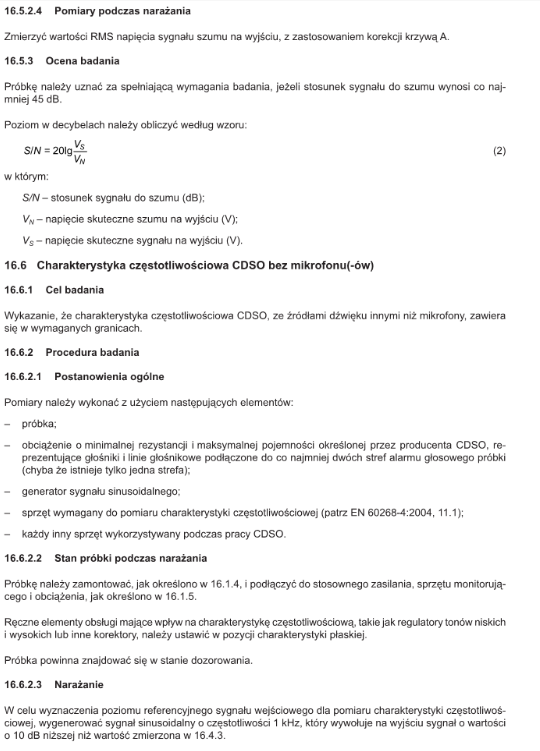 16.5.2.4 Pomiary podczas narażania
Zmierzyć wartości RMS napięcia sygnału szumu na wyjściu, z zastosowaniem korekcji krzywą A.
16.5.3 Ocena badania
Próbkę należy uznać za spełniającą wymagania badania, jeżeli stosunek sygnału do szumu wynosi co naj-
mniej 45 dB.
Poziom w decybelach należy obliczyć według wzoru:
S/N = 20lg V_S/V_N (2)
w którym:
S/N – stosunek sygnału do szumu (dB);
V_N – napięcie skuteczne szumu na wyjściu (V);
V_S – napięcie skuteczne sygnału na wyjściu (V).
16.6 Charakterystyka częstotliwościowa CDSO bez mikrofonu(-ów)
16.6.1 Cel badania
Wykazanie, że charakterystyka częstotliwościowa CDSO, ze źródłami dźwięku innymi niż mikrofony, zawiera
się w wymaganych granicach.
16.6.2 Procedura badania
16.6.2.1 Postanowienia ogólne
Pomiary należy wykonać z użyciem następujących elementów:
– próbka;
– obciążenie o minimalnej rezystancji i maksymalnej pojemności określonej przez producenta CDSO, re-
prezentujące głośniki i linie głośnikowe podłączone do co najmniej dwóch stref alarmu głosowego próbki
(chyba że istnieje tylko jedna strefa);
– generator sygnału sinusoidalnego;
– sprzęt wymagany do pomiaru charakterystyki częstotliwościowej (patrz EN 60268-4:2004, 11.1);
– każdy inny sprzęt wykorzystywany podczas pracy CDSO.
16.6.2.2 Stan próbki podczas narażania
Próbkę należy zamontować, jak określono w 16.1.4, i podłączyć do stosownego zasilania, sprzętu monitorują-
cego i obciążenia, jak określono w 16.1.5.
Ręczne elementy obsługi mające wpływ na charakterystykę częstotliwościową, takie jak regulatory tonów niskich
i wysokich lub inne korektory, należy ustawić w pozycji charakterystyki płaskiej.
Próbka powinna znajdować się w stanie dozorowania.
16.6.2.3 Narażanie
W celu wyznaczenia poziomu referencyjnego sygnału wejściowego dla pomiaru charakterystyki częstotliwoś-
ciowej, wygenerować sygnał sinusoidalny o częstotliwości 1 kHz, który wywołuje na wyjściu sygnał o wartości
o 10 dB niższej niż wartość zmierzona w 16.4.3.